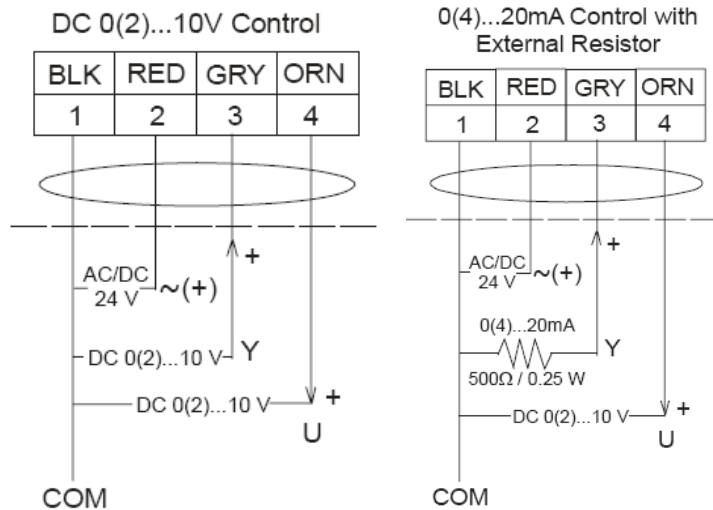 DC 0(2)...10V Control
BLK RED GRY ORN
1 2 3 4
+
AC/DC
24 V
~(+)
DC 0(2)...10 V
Y
DC 0(2)...10 V
+
U
COM
0(4)...20mA Control with
External Resistor
BLK RED GRY ORN
1 2 3 4
+
AC/DC
24 V
~(+)
0(4)...20mA
Y
500Ω / 0.25 W
DC 0(2)...10 V
+
U
COM